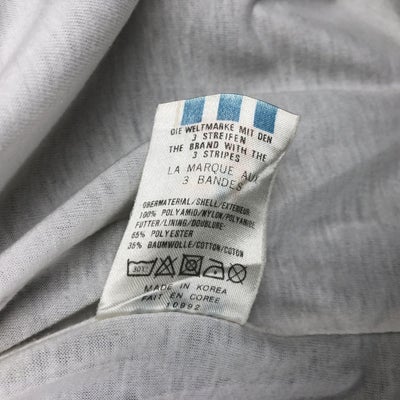 DIE WELTMARKE MIT DEN
3 STREIFEN
THE BRAND WITH THE
3 STRIPES
LA MARQUE AUX
3 BANDES
OBERMATERIAL/SHELL/EXTERIEUR
100% POLYAMID/NYLON/POLYAMIDE
FUTTER/LINING/DOUBLURE
65% POLYESTER
35% BAUMWOLLE/COTTON/COTON
MADE IN KOREA
FAIT EN COREE
10992